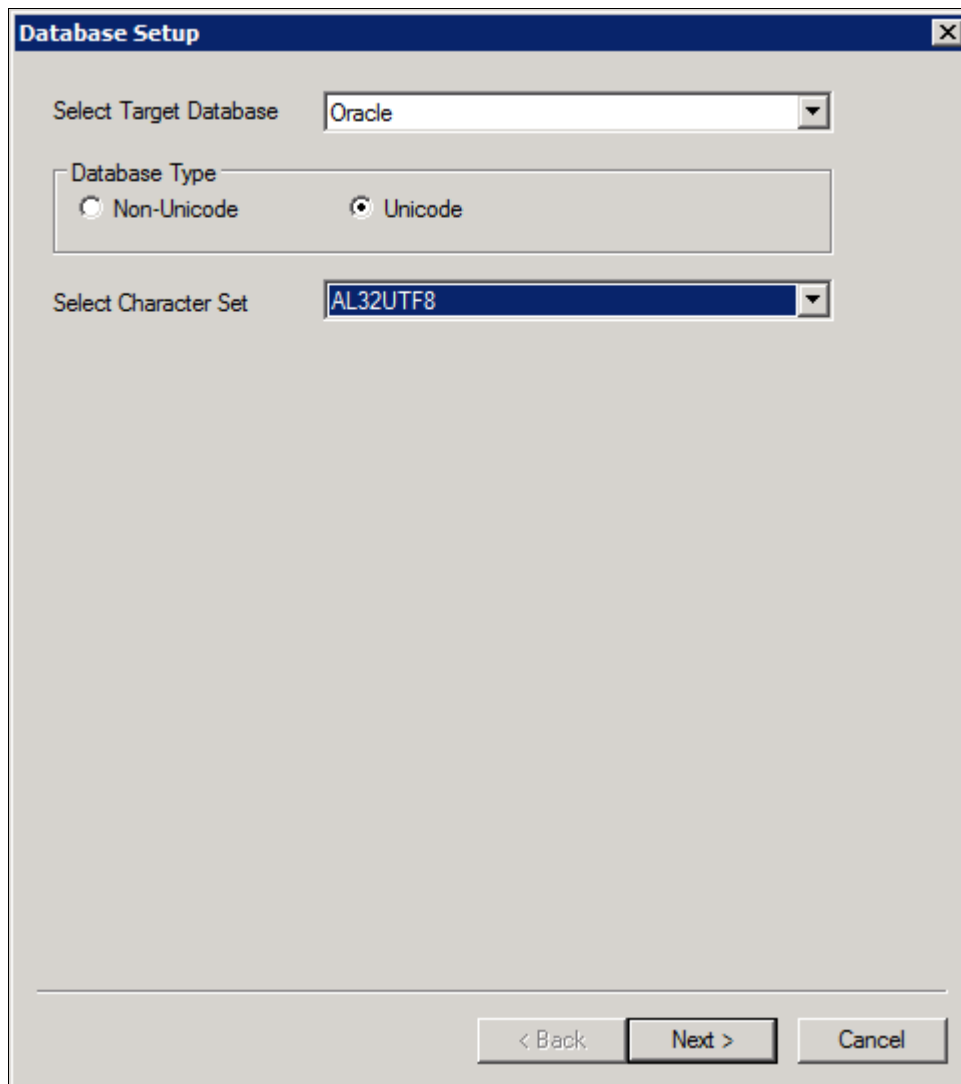 Database Setup
Select Target Database Oracle
Database Type
Non-Unicode Unicode
Select Character Set AL32UTF8
< Back Next > Cancel